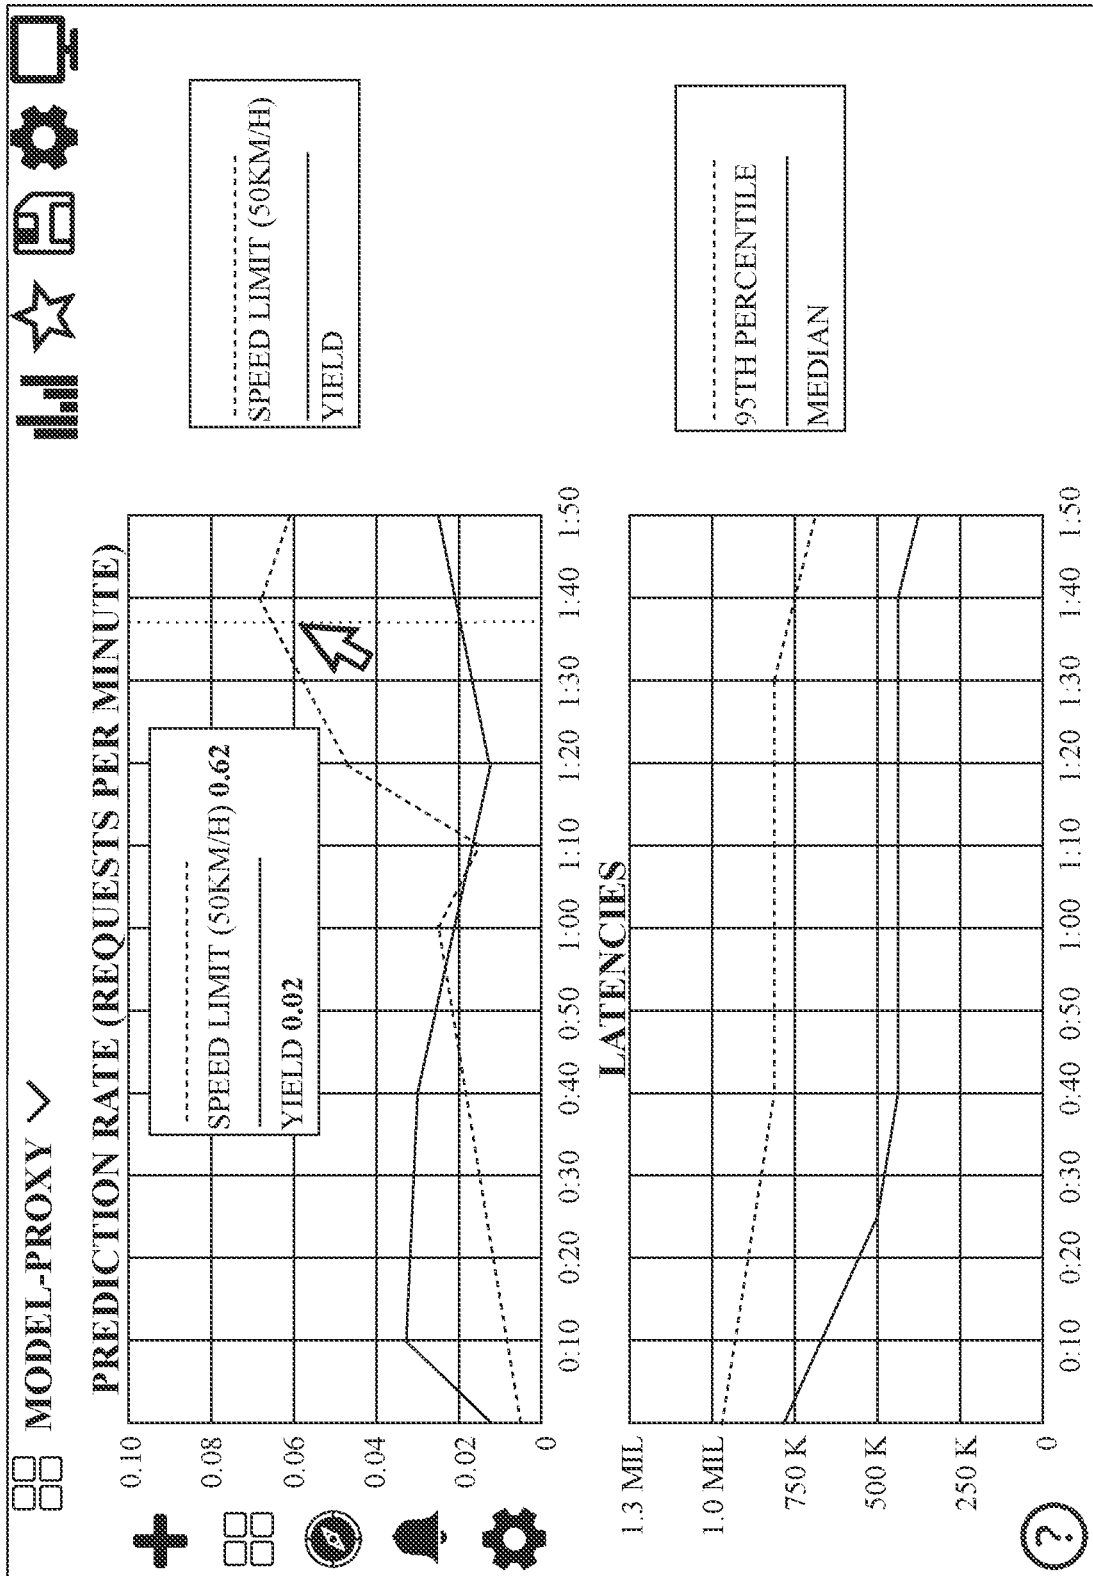 MODEL-PROXY
PREDICTION RATE (REQUESTS PER MINUTE)
0.10
0.08
0.06
0.04
0.02
0
SPEED LIMIT (50KM/H) 0.62
YIELD 0.02
0:10 0:20 0:30 0:40 0:50 1:00 1:10 1:20 1:30 1:40 1:50
SPEED LIMIT (50KM/H)
YIELD
LATENCIES
1.3 MIL
1.0 MIL
750 K
500 K
250 K
0
0:10 0:20 0:30 0:40 0:50 1:00 1:10 1:20 1:30 1:40 1:50
95TH PERCENTILE
MEDIAN
?